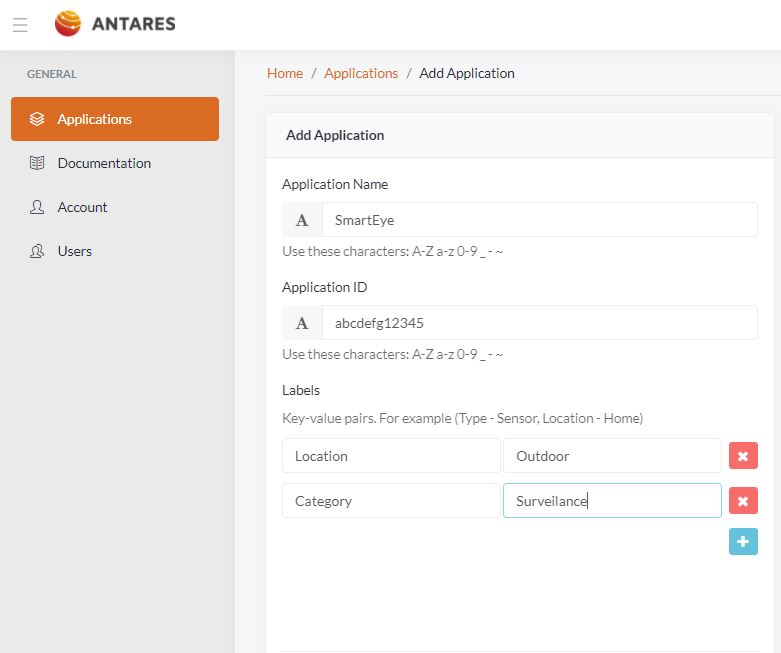 ANTARES
GENERAL
Applications
Documentation
Account
Users
Home / Applications / Add Application
Add Application
Application Name
A SmartEye
Use these characters: A-Z a-z 0-9 _ - ~
Application ID
A abcdefg12345
Use these characters: A-Z a-z 0-9 _ - ~
Labels
Key-value pairs. For example (Type - Sensor, Location - Home)
Location Outdoor
Category Surveilance